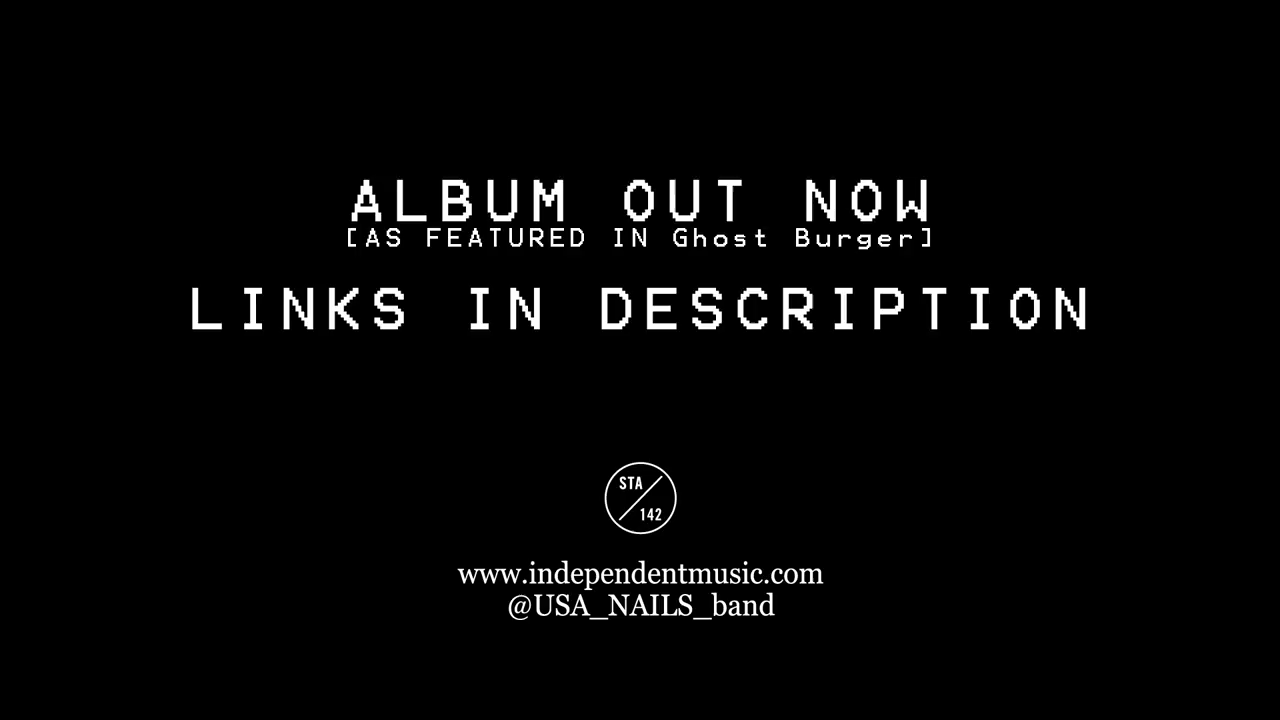 ALBUM OUT NOW
[AS FEATURED IN Ghost Burger]
LINKS IN DESCRIPTION
STA
142
www.independentmusic.com
@USA_NAILS_band